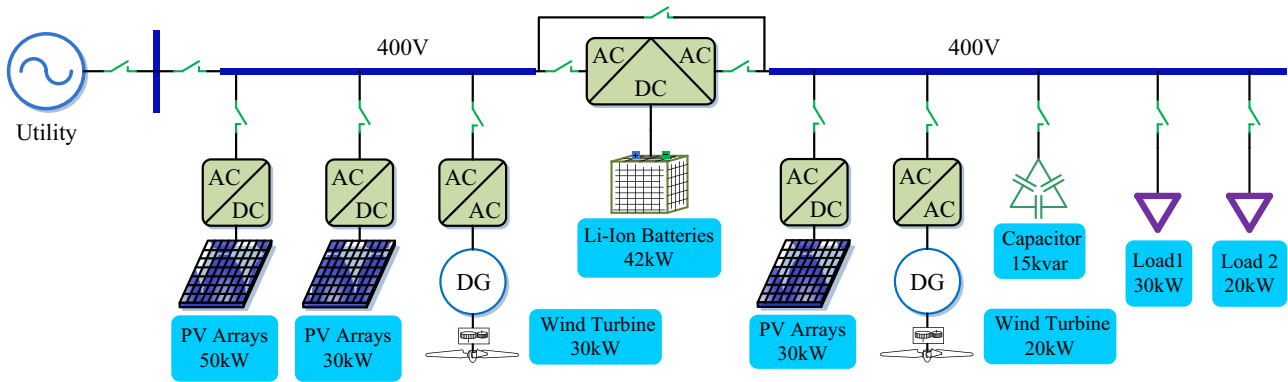 400V
400V
Utility
AC
DC
AC
AC
DC
AC
DC
AC
AC
AC
DC
AC
AC
DG
DG
Li-Ion Batteries
42kW
Capacitor
15kvar
Load1
30kW
Load 2
20kW
PV Arrays
50kW
PV Arrays
30kW
Wind Turbine
30kW
PV Arrays
30kW
Wind Turbine
20kW